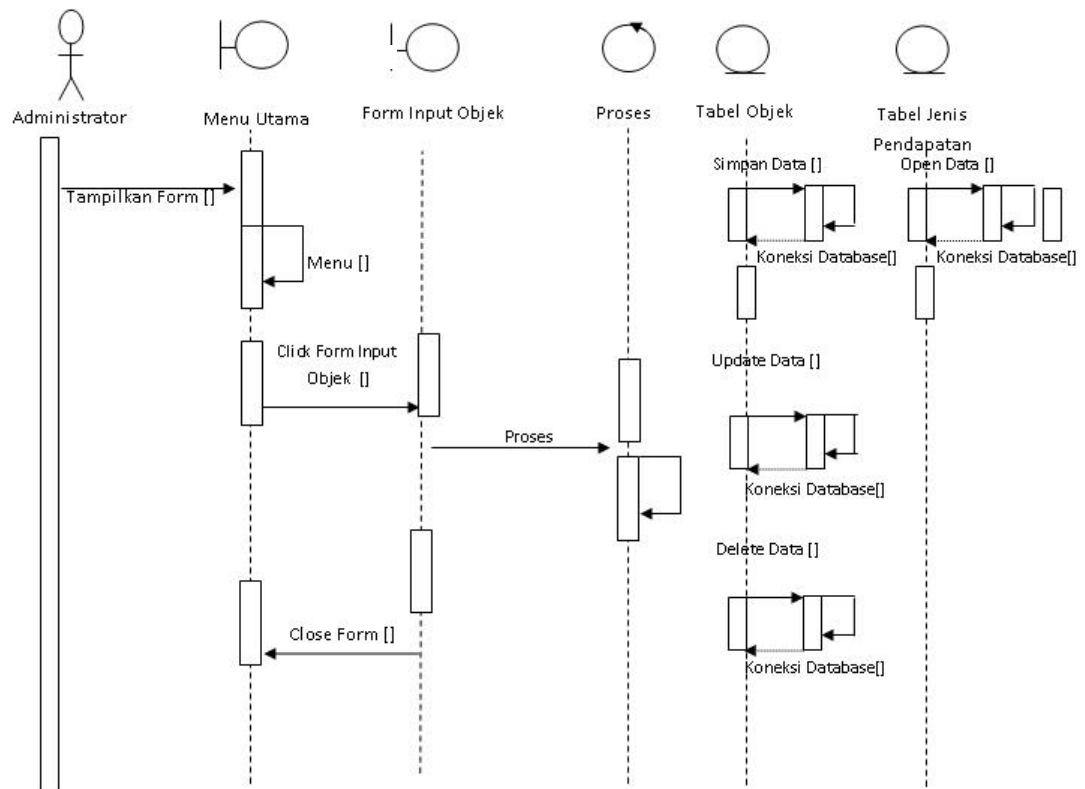 Administrator
Menu Utama
Form Input Objek
Proses
Tabel Objek
Tabel Jenis
Pendapatan
Simpan Data []
Open Data []
Tampilkan Form []
Koneksi Database[]
Koneksi Database[]
Menu []
Click Form Input
Objek []
Update Data []
Proses
Koneksi Database[]
Delete Data []
Close Form []
Koneksi Database[]